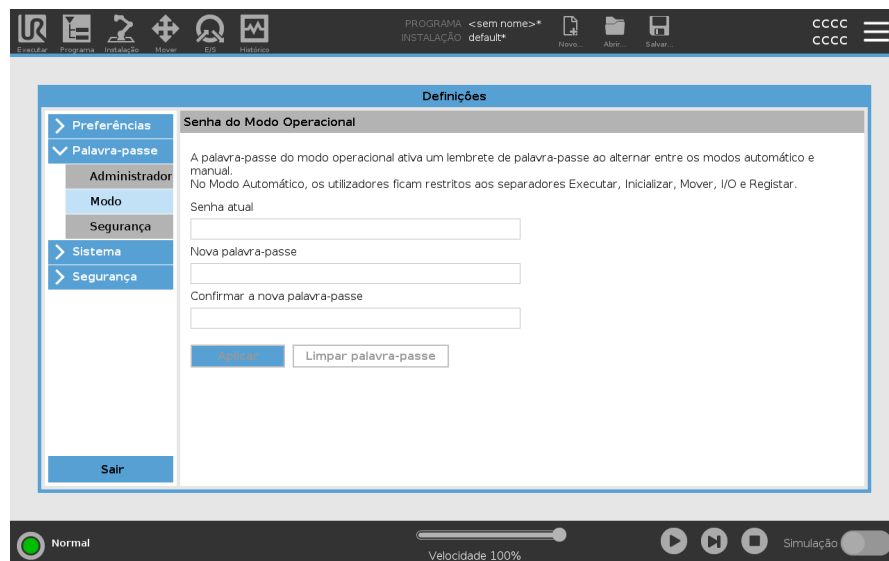 PROGRAMA <sem nome>*
INSTALAÇÃO default*
CCCC
CCCC
Executar Programa Instalação Mover E/S Histórico Novo... Abrir... Salvar...
Definições
Preferências
Palavra-passe
Administrador
Modo
Segurança
Sistema
Segurança
Sair
Senha do Modo Operacional
A palavra-passe do modo operacional ativa um lembrete de palavra-passe ao alternar entre os modos automático e
manual.
No Modo Automático, os utilizadores ficam restritos aos separadores Executar, Inicializar, Mover, I/O e Registar.
Senha atual
Nova palavra-passe
Confirmar a nova palavra-passe
Aplicar Limpar palavra-passe
Normal
Velocidade 100%
Simulação